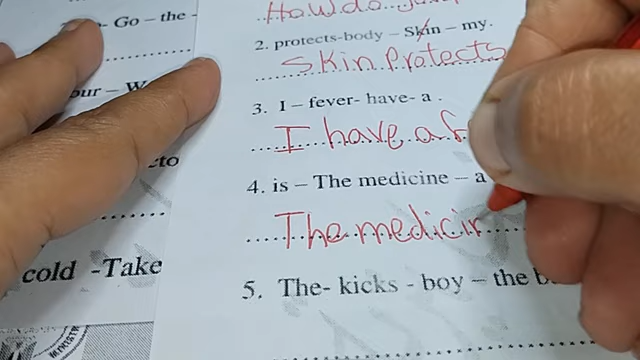 How do
- Go – the -
2. protects-body – Skin – my.
Skin Protects
our –
3. I – fever- have- a .
I have a f
4. is – The medicine – a
The medicin
cold -Take
5. The- kicks - boy – the b